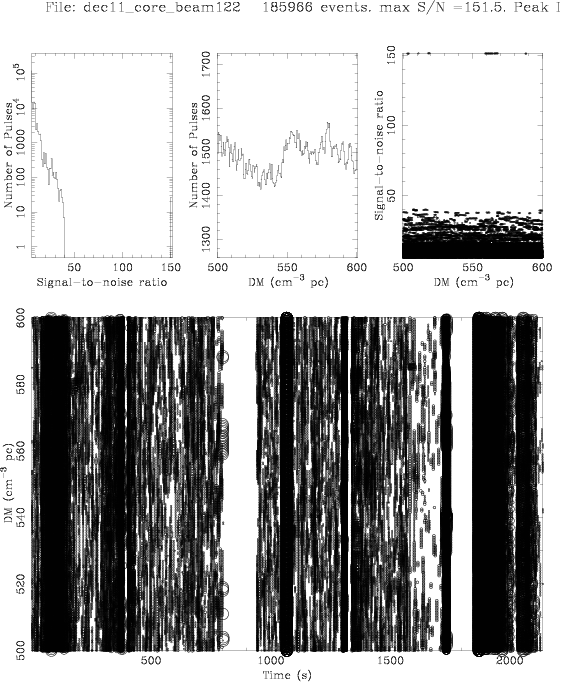 File: dec11_core_beam122 185966 events. max S/N =151.5. Peak I
Number of Pulses
10⁵
10⁴
1000
100
10
1
0 50 100 150
Signal-to-noise ratio
Number of Pulses
1700
1600
1500
1400
1300
500 550 600
DM (cm⁻³ pc)
Signal-to-noise ratio
150
100
50
500 550 600
DM (cm⁻³ pc)
DM (cm⁻³ pc)
600
580
560
540
520
500
500 1000 1500 2000
Time (s)